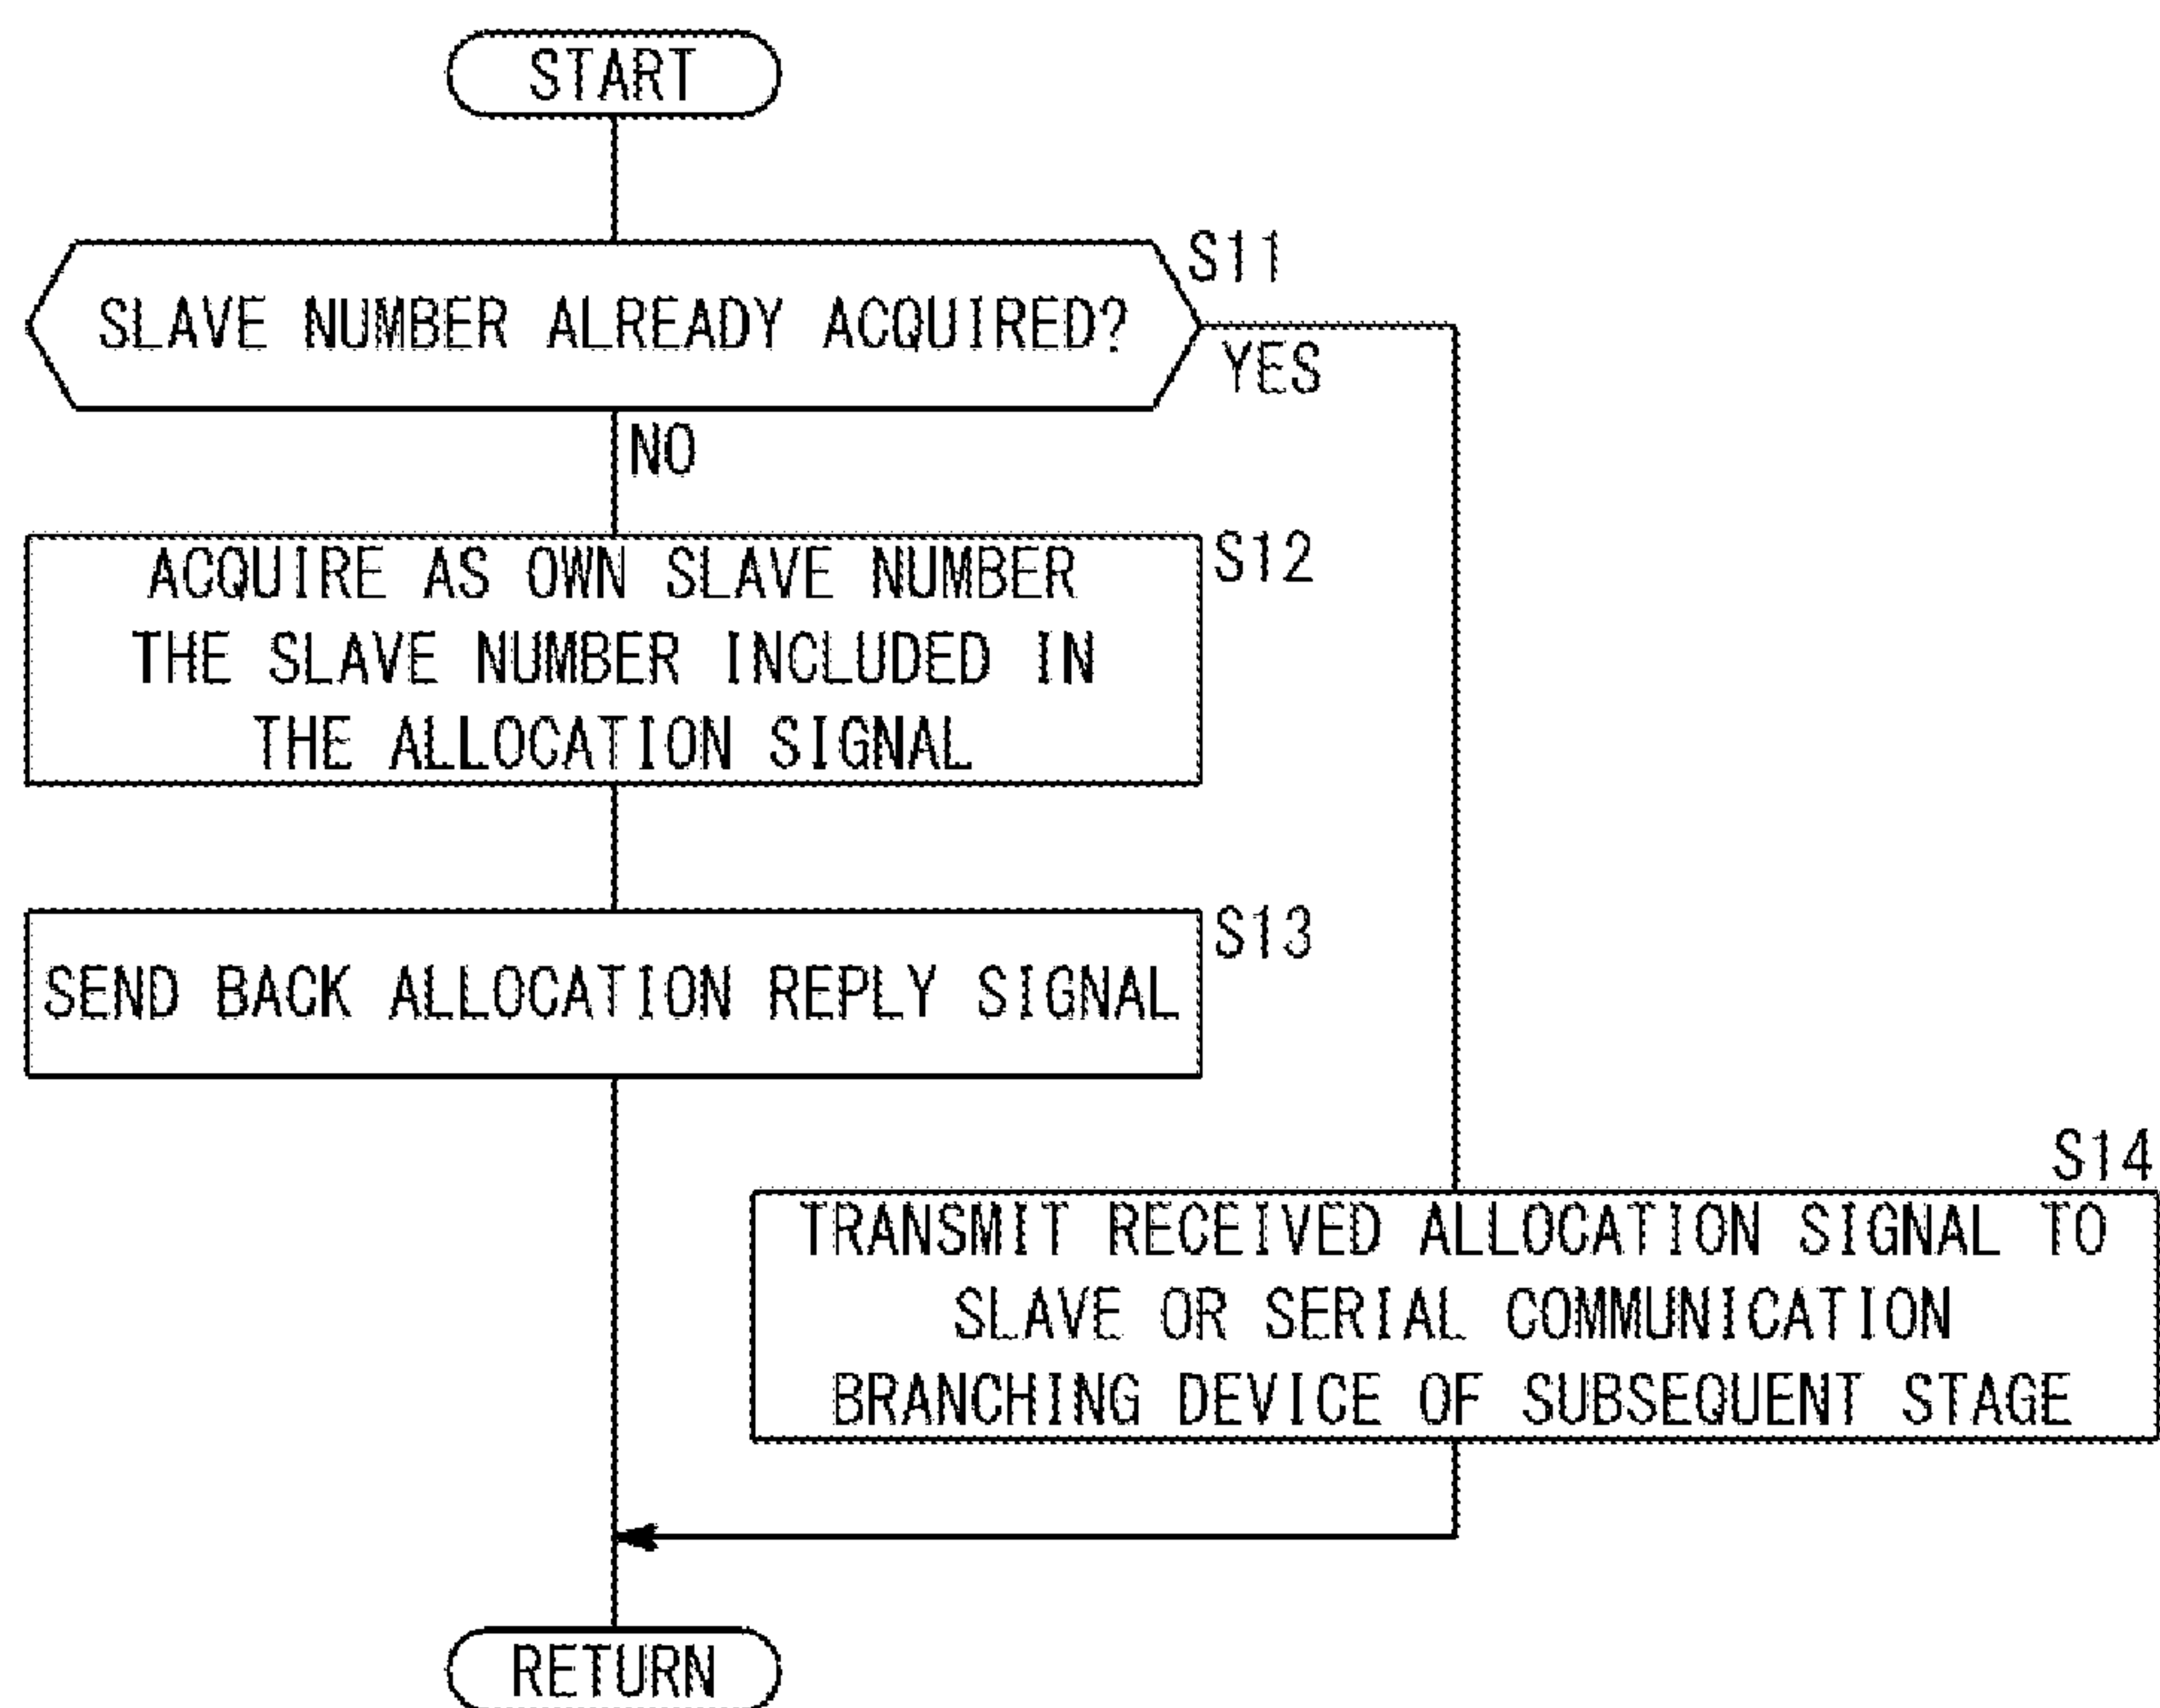 START
S11
SLAVE NUMBER ALREADY ACQUIRED?
YES
NO
S12
ACQUIRE AS OWN SLAVE NUMBER
THE SLAVE NUMBER INCLUDED IN
THE ALLOCATION SIGNAL
S13
SEND BACK ALLOCATION REPLY SIGNAL
S14
TRANSMIT RECEIVED ALLOCATION SIGNAL TO
SLAVE OR SERIAL COMMUNICATION
BRANCHING DEVICE OF SUBSEQUENT STAGE
RETURN